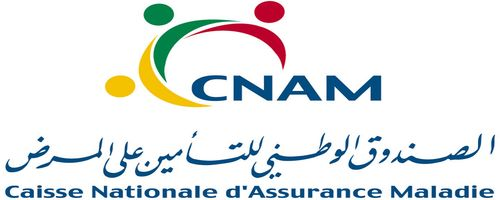 CNAM
الصندوق الوطني للتأمين على المرض
Caisse Nationale d'Assurance Maladie